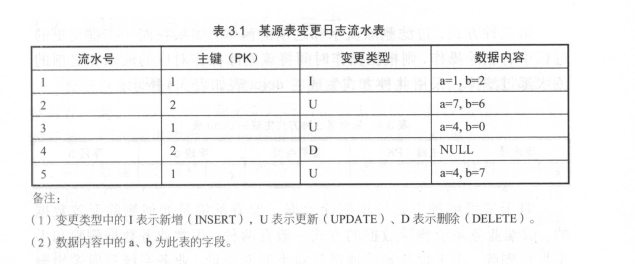 表 3.1 某源表变更日志流水表
流水号 主键（PK） 变更类型 数据内容
1 1 I a=1, b=2
2 2 U a=7, b=6
3 1 U a=4, b=0
4 2 D NULL
5 1 U a=4, b=7
备注：
（1）变更类型中的 I 表示新增（INSERT），U 表示更新（UPDATE）、D 表示删除（DELETE）。
（2）数据内容中的 a、b 为此表的字段。